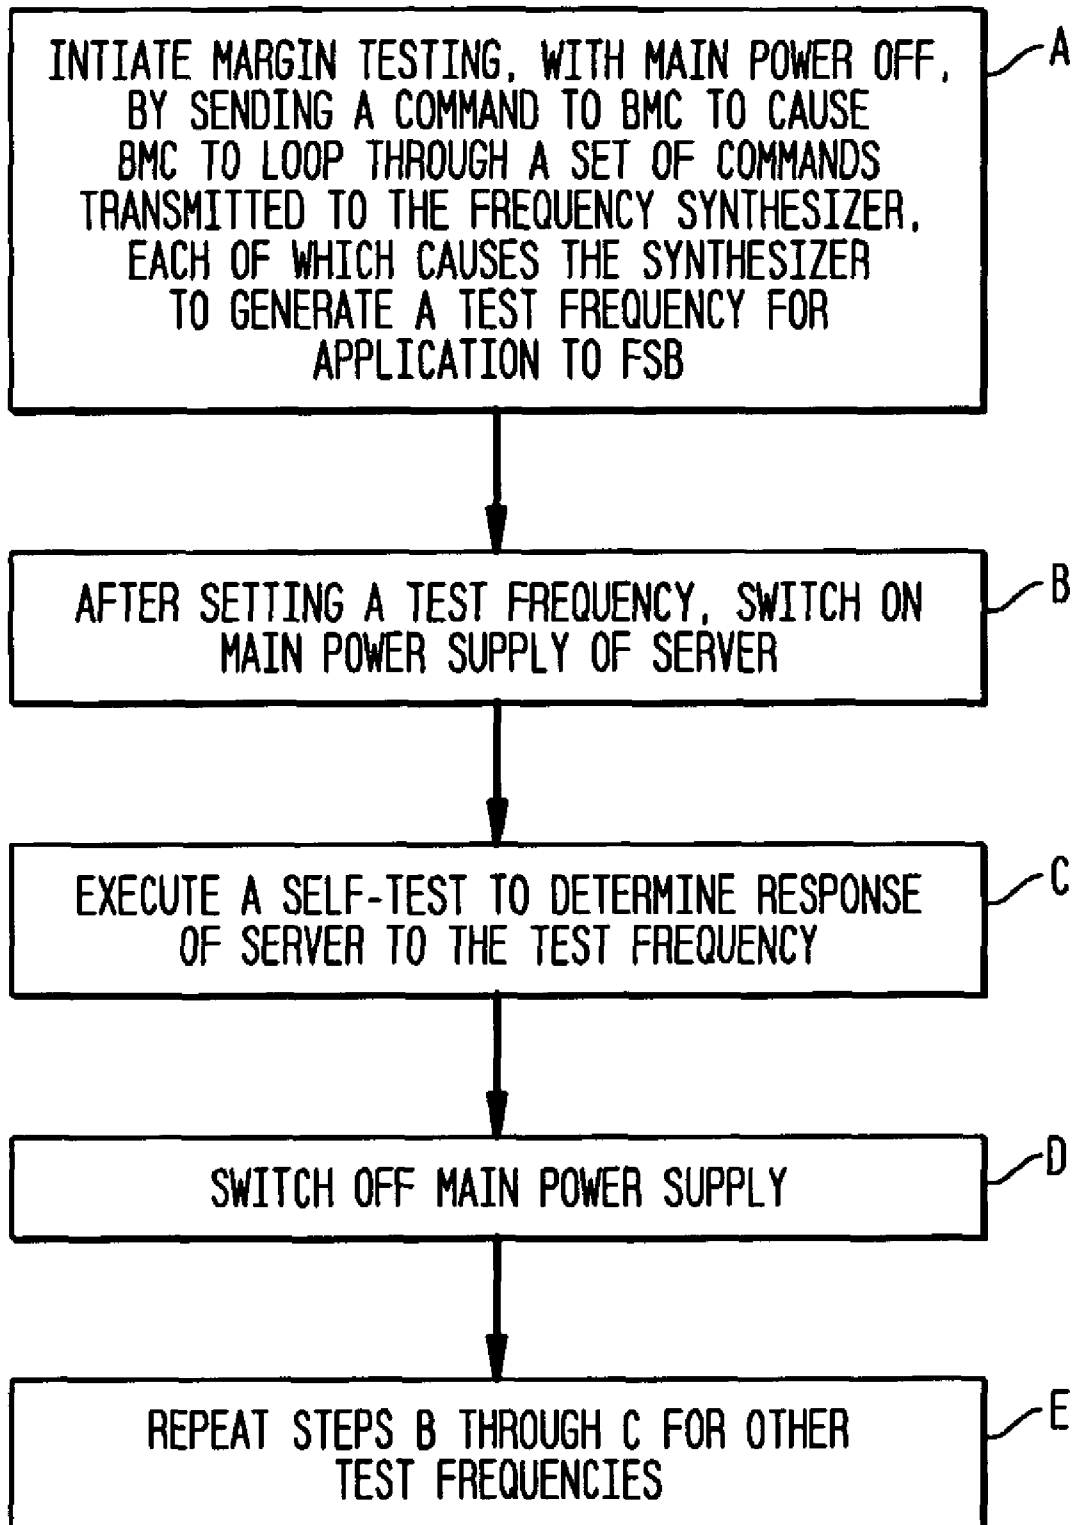 INTIATE MARGIN TESTING, WITH MAIN POWER OFF,
BY SENDING A COMMAND TO BMC TO CAUSE
BMC TO LOOP THROUGH A SET OF COMMANDS
TRANSMITTED TO THE FREQUENCY SYNTHESIZER,
EACH OF WHICH CAUSES THE SYNTHESIZER
TO GENERATE A TEST FREQUENCY FOR
APPLICATION TO FSB
A
AFTER SETTING A TEST FREQUENCY, SWITCH ON
MAIN POWER SUPPLY OF SERVER
B
EXECUTE A SELF-TEST TO DETERMINE RESPONSE
OF SERVER TO THE TEST FREQUENCY
C
SWITCH OFF MAIN POWER SUPPLY
D
REPEAT STEPS B THROUGH C FOR OTHER
TEST FREQUENCIES
E